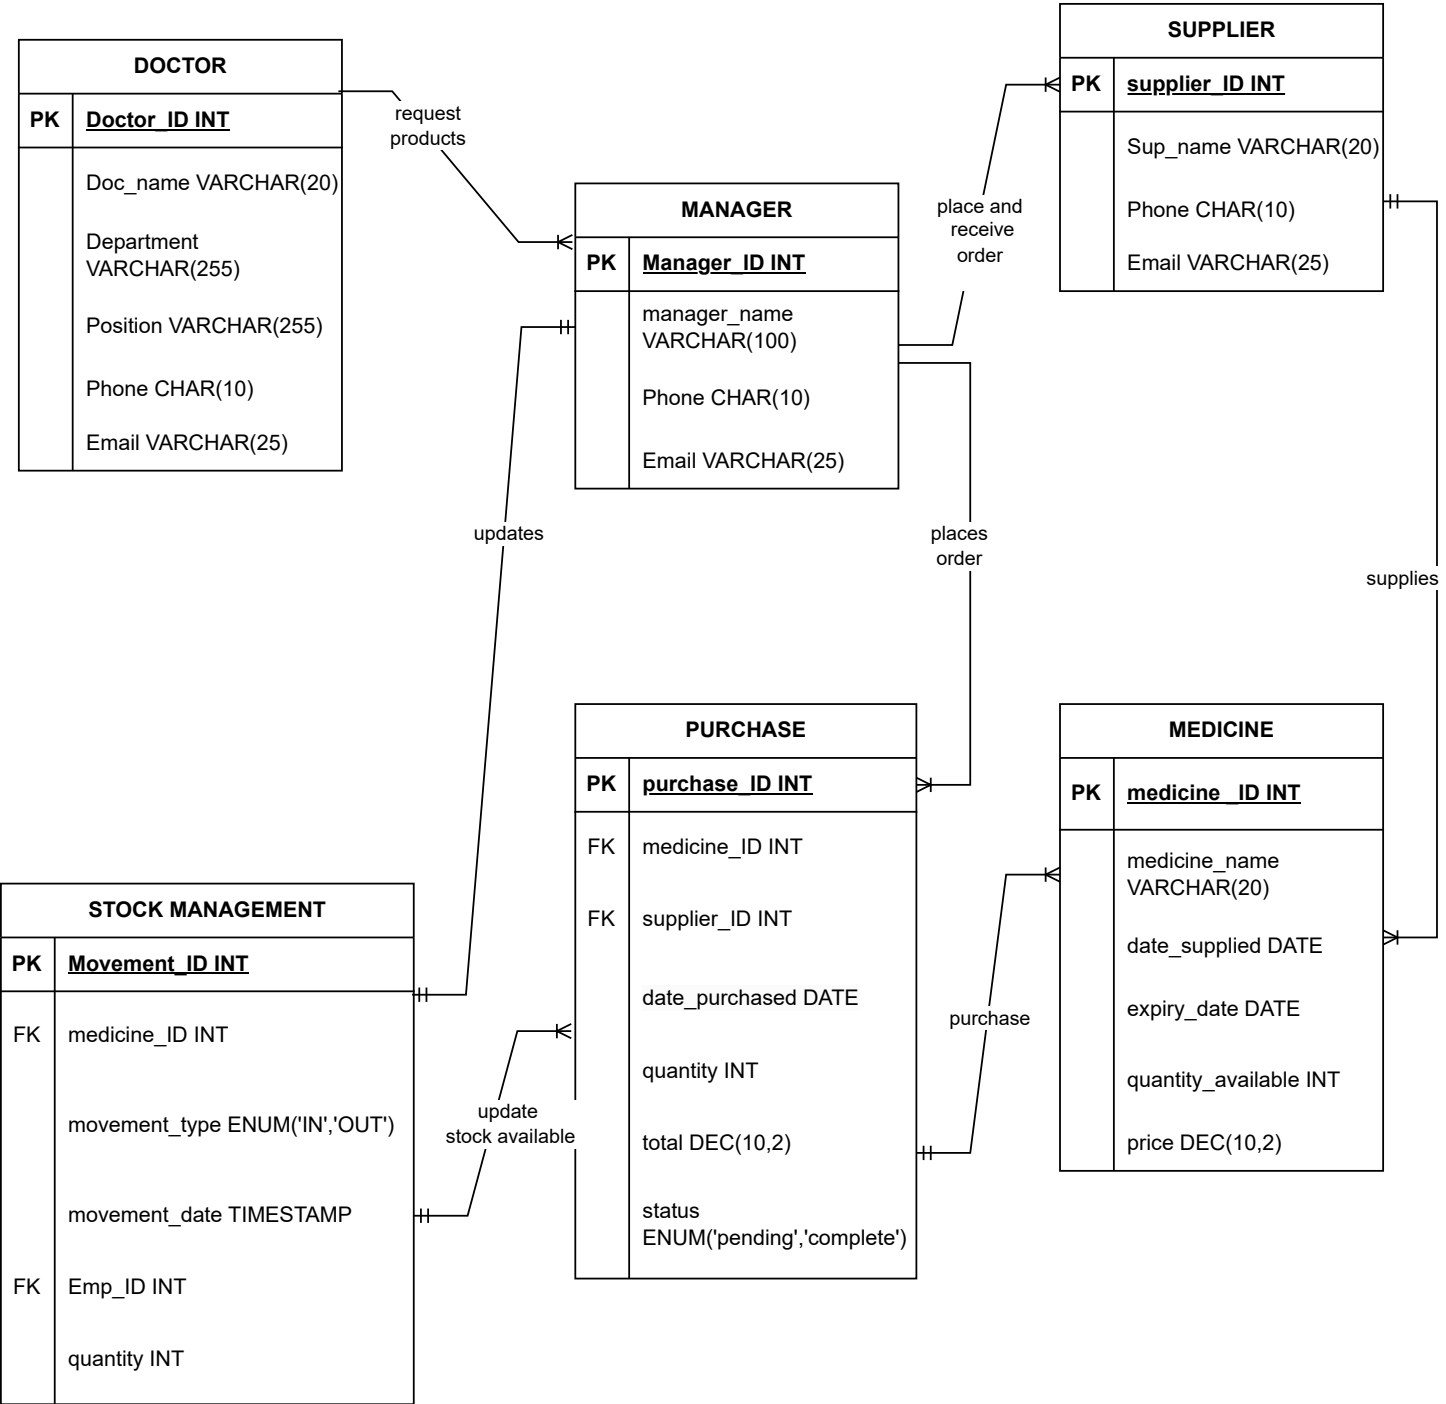 DOCTOR
PK Doctor_ID INT
Doc_name VARCHAR(20)
Department
VARCHAR(255)
Position VARCHAR(255)
Phone CHAR(10)
Email VARCHAR(25)
request
products
MANAGER
PK Manager_ID INT
manager_name
VARCHAR(100)
Phone CHAR(10)
Email VARCHAR(25)
place and
receive
order
SUPPLIER
PK supplier_ID INT
Sup_name VARCHAR(20)
Phone CHAR(10)
Email VARCHAR(25)
updates
places
order
supplies
STOCK MANAGEMENT
PK Movement_ID INT
FK medicine_ID INT
movement_type ENUM('IN','OUT')
movement_date TIMESTAMP
FK Emp_ID INT
quantity INT
update
stock available
PURCHASE
PK purchase_ID INT
FK medicine_ID INT
FK supplier_ID INT
date_purchased DATE
quantity INT
total DEC(10,2)
status
ENUM('pending','complete')
purchase
MEDICINE
PK medicine _ID INT
medicine_name
VARCHAR(20)
date_supplied DATE
expiry_date DATE
quantity_available INT
price DEC(10,2)